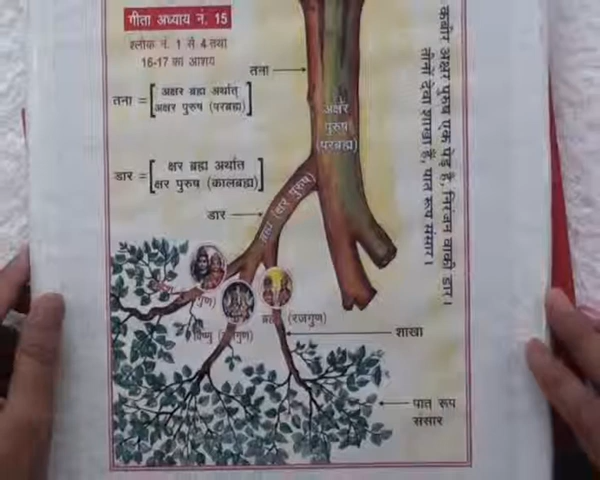 गीता अध्याय नं. 15
श्लोक नं. 1 से 4 तथा
16-17 का आशय
तना
तना = [ अक्षर ब्रह्म अर्थात्
अक्षर पुरुष (परब्रह्म) ]
अक्षर
पुरुष
(परब्रह्म)
डार = [ क्षर ब्रह्म अर्थात
क्षर पुरुष (कालब्रह्म) ]
डार
(क्षर पुरुष)
विष्णु
(रजगुण)
शाखा
पात रूप
संसार
कबीर अक्षर पुरुष एक पेड़ है, निरंजन वाकी डार।
तीनों देवा शाखा हैं, पात रूप संसार।